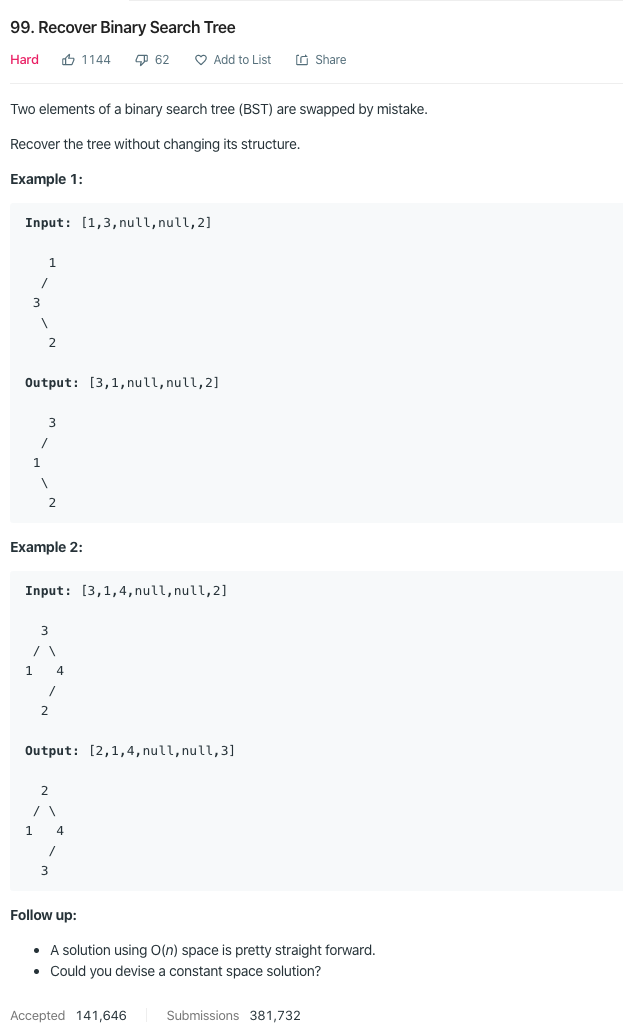 99. Recover Binary Search Tree
Hard 1144 62 Add to List Share
Two elements of a binary search tree (BST) are swapped by mistake.
Recover the tree without changing its structure.
Example 1:
Input: [1,3,null,null,2]
1
/
3
\
2
Output: [3,1,null,null,2]
3
/
1
\
2
Example 2:
Input: [3,1,4,null,null,2]
3
/ \
1 4
/
2
Output: [2,1,4,null,null,3]
2
/ \
1 4
/
3
Follow up:
• A solution using O(n) space is pretty straight forward.
• Could you devise a constant space solution?
Accepted 141,646 Submissions 381,732